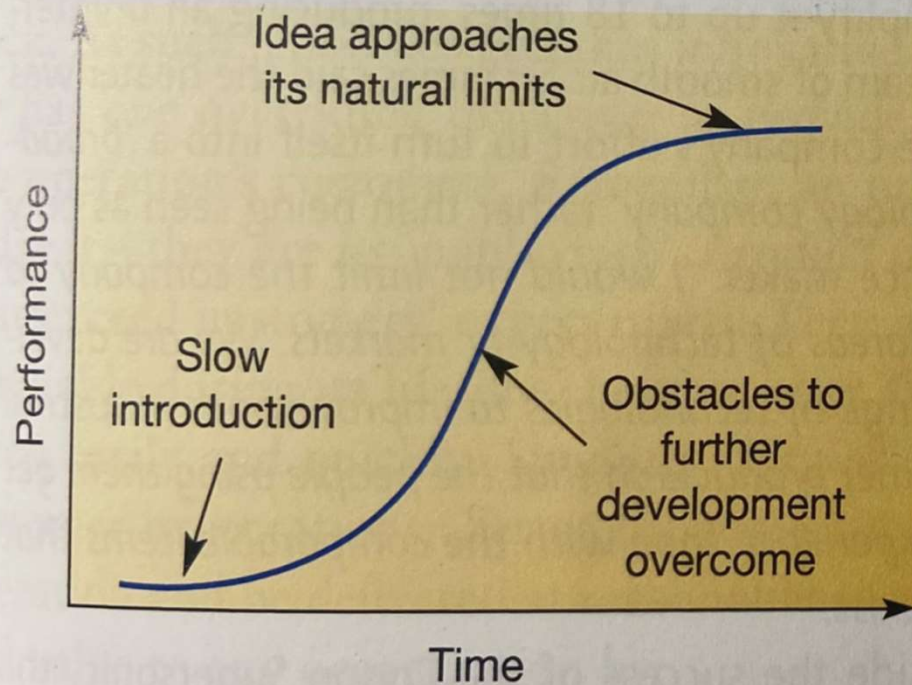 Idea approaches
its natural limits
Performance
Slow
introduction
Obstacles to
further
development
overcome
Time